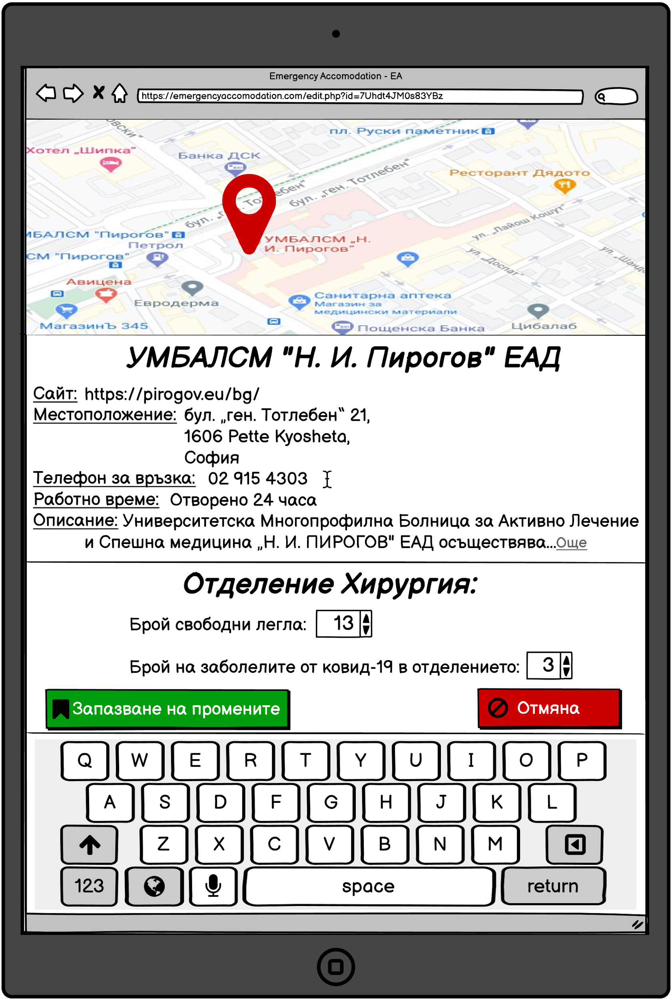 Emergency Accomodation - EA
https://emergencyaccomodation.com/edit.php?id=7Uhdt4JM0s83YBz
ОВСКИ"
пл. Руски паметник
Хотел „Шипка“
Банка ДСК
Ресторант Дядото
бул. „ген. Тотлебен“
ул. „Лайош Кошут“
МБАЛСМ "Пирогов"
Петрол
УМБАЛСМ „Н.
И. Пирогов“
СМ "Пирогов"
ул. „Доспат“
Авицена
Евродерма
Санитарна аптека
Магазин за
медицински материали
МагазинЪ 345
Пощенска Банка
Цибалаб
УМБАЛСМ "Н. И. Пирогов" ЕАД
Сайт: https://pirogov.eu/bg/
Местоположение: бул. „ген. Тотлебен“ 21,
1606 Pette Kyosheta,
София
Телефон за връзка: 02 915 4303
Работно време: Отворено 24 часа
Описание: Университетска Многопрофилна Болница за Активно Лечение
и Спешна медицина „Н. И. ПИРОГОВ" ЕАД осъществява...Още
Отделение Хирургия:
Брой свободни легла: 13
Брой на заболелите от ковид-19 в отделението: 3
Запазване на промените
Отмяна
Q W E R T Y U I O P
A S D F G H J K L
Z X C V B N M
123 space return